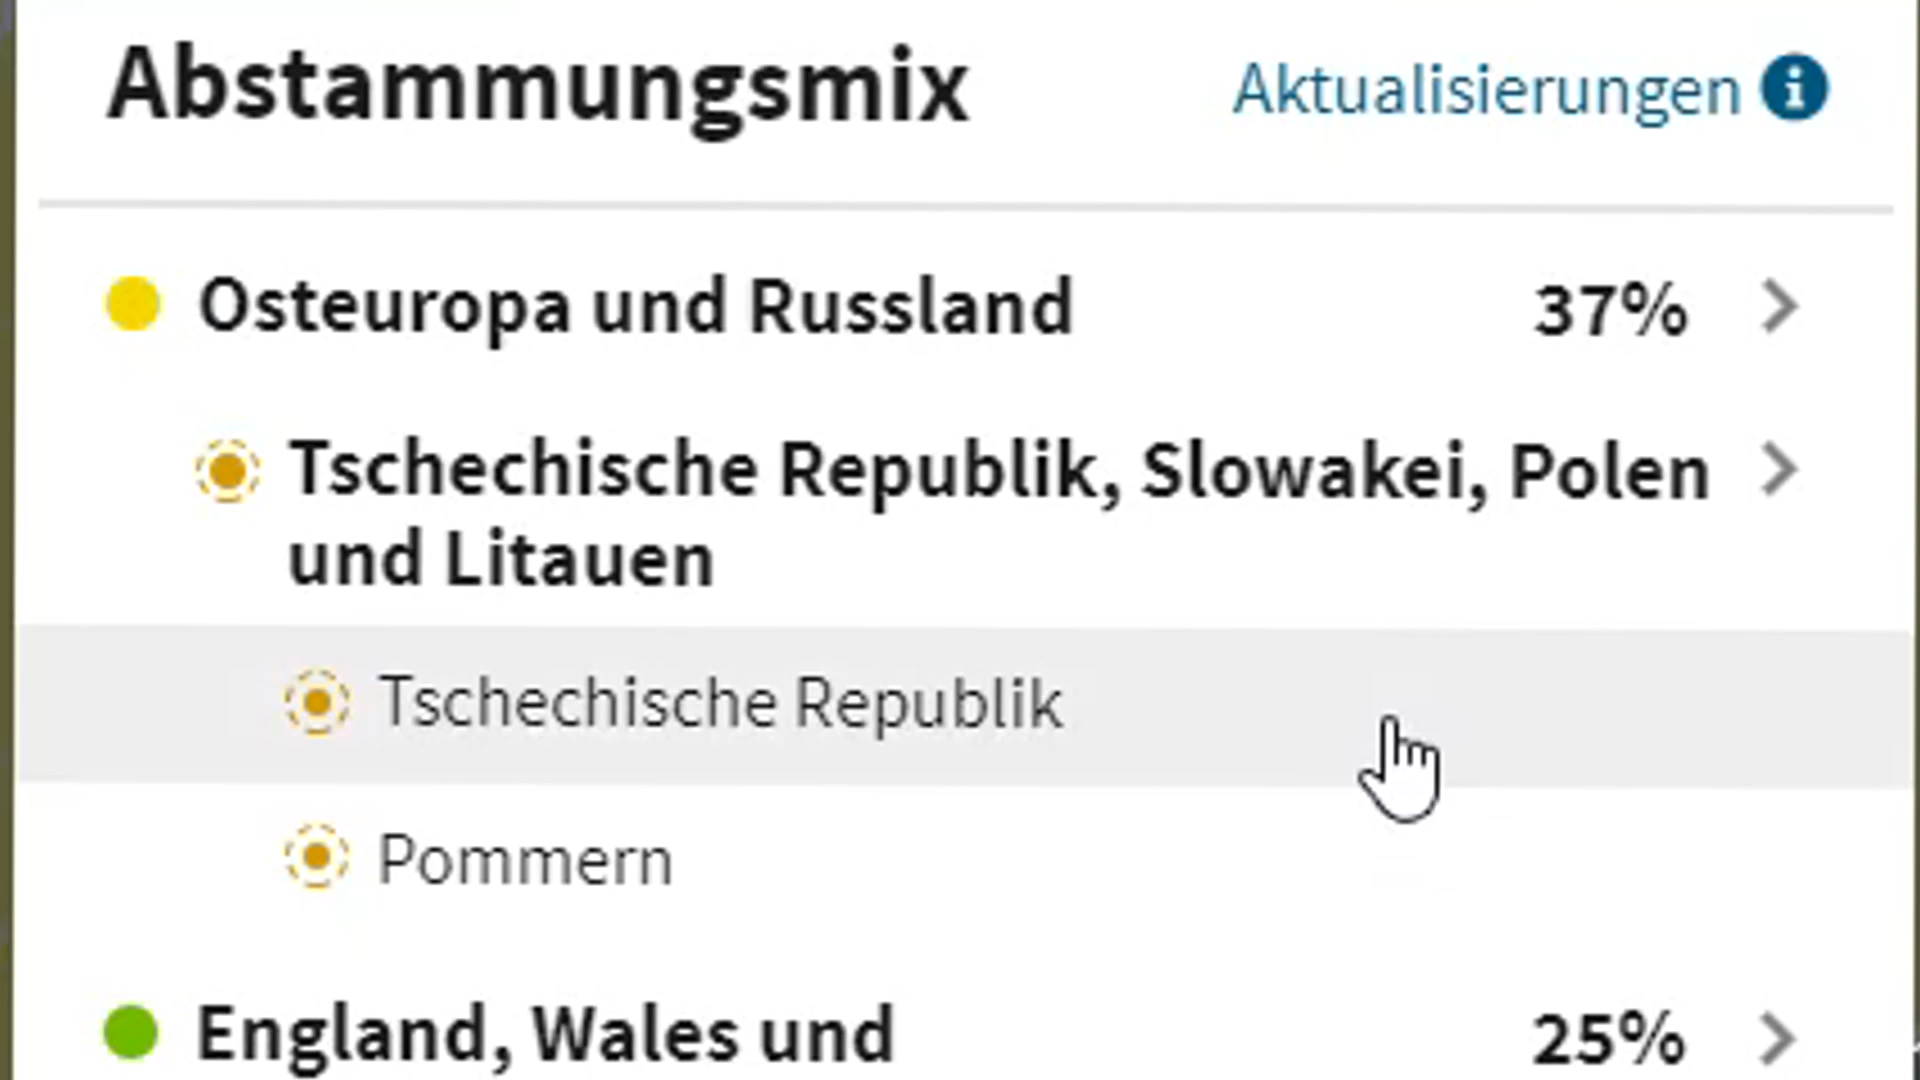 Abstammungsmix
Aktualisierungen
Osteuropa und Russland 37%
Tschechische Republik, Slowakei, Polen
und Litauen
Tschechische Republik
Pommern
England, Wales und 25%